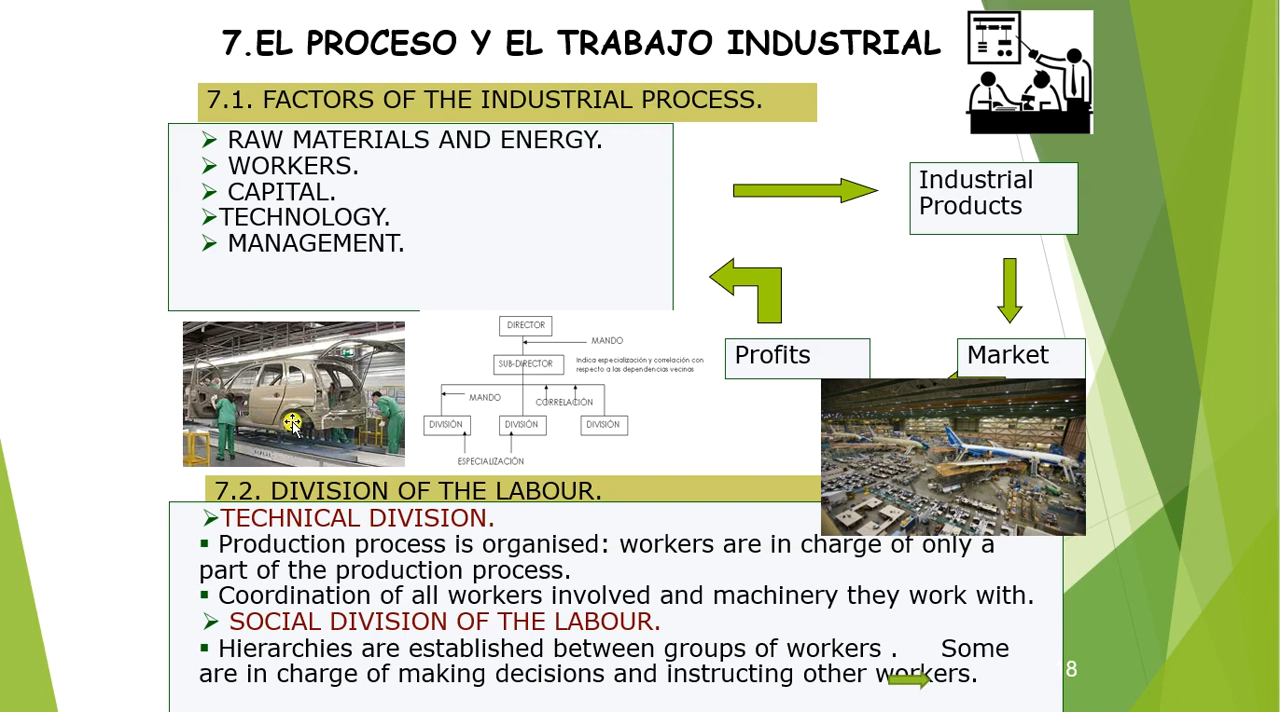 7.EL PROCESO Y EL TRABAJO INDUSTRIAL
7.1. FACTORS OF THE INDUSTRIAL PROCESS.
RAW MATERIALS AND ENERGY.
WORKERS.
CAPITAL.
TECHNOLOGY.
MANAGEMENT.
Industrial
Products
Market
Profits
DIRECTOR
MANDO
SUB-DIRECTOR
Indica especialización y correlación con
respecto a las dependencias vecinas
MANDO
CORRELACIÓN
DIVISIÓN
DIVISIÓN
DIVISIÓN
ESPECIALIZACIÓN
7.2. DIVISION OF THE LABOUR.
TECHNICAL DIVISION.
Production process is organised: workers are in charge of only a
part of the production process.
Coordination of all workers involved and machinery they work with.
SOCIAL DIVISION OF THE LABOUR.
Hierarchies are established between groups of workers . Some
are in charge of making decisions and instructing other workers.
8